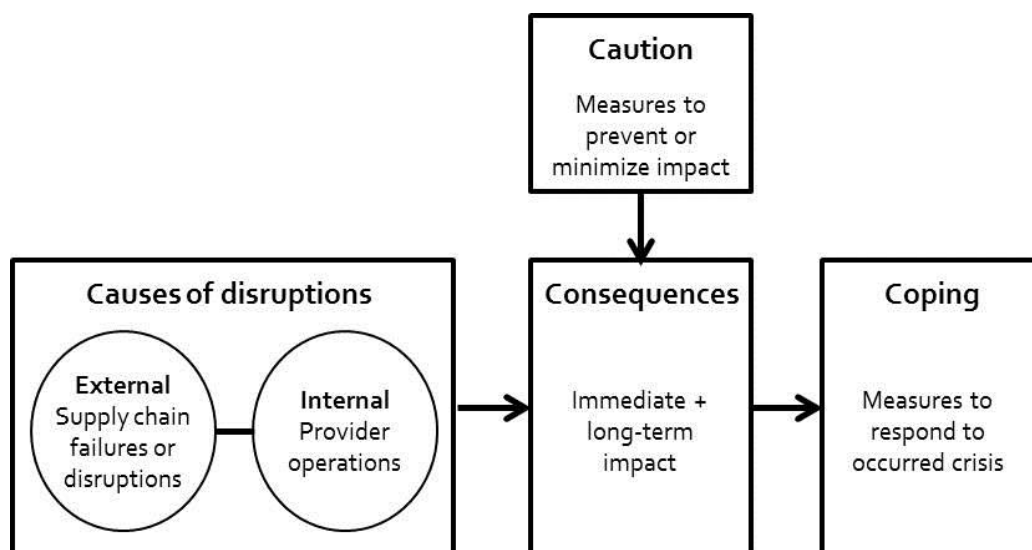 Caution
Measures to
prevent or
minimize impact
Causes of disruptions
External
Supply chain
failures or
disruptions
Internal
Provider
operations
Consequences
Immediate +
long-term
impact
Coping
Measures to
respond to
occurred crisis